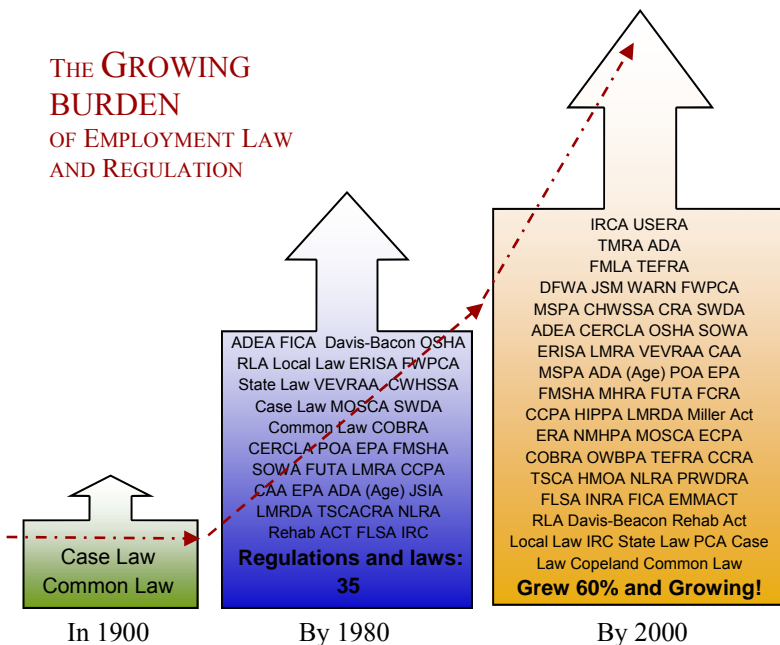 THE GROWING
BURDEN
OF EMPLOYMENT LAW
AND REGULATION
Case Law
Common Law
In 1900
ADEA FICA Davis-Bacon OSHA
RLA Local Law ERISA FWPCA
State Law VEVRAA CWHSSA
Case Law MOSCA SWDA
Common Law COBRA
CERCLA POA EPA FMSHA
SOWA FUTA LMRA CCPA
CAA EPA ADA (Age) JSIA
LMRDA TSCACRA NLRA
Rehab ACT FLSA IRC
Regulations and laws:
35
By 1980
IRCA USERA
TMRA ADA
FMLA TEFRA
DFWA JSM WARN FWPCA
MSPA CHWSSA CRA SWDA
ADEA CERCLA OSHA SOWA
ERISA LMRA VEVRAA CAA
MSPA ADA (Age) POA EPA
FMSHA MHRA FUTA FCRA
CCPA HIPPA LMRDA Miller Act
ERA NMHPA MOSCA ECPA
COBRA OWBPA TEFRA CCRA
TSCA HMOA NLRA PRWDRA
FLSA INRA FICA EMMACT
RLA Davis-Beacon Rehab Act
Local Law IRC State Law PCA Case
Law Copeland Common Law
Grew 60% and Growing!
By 2000